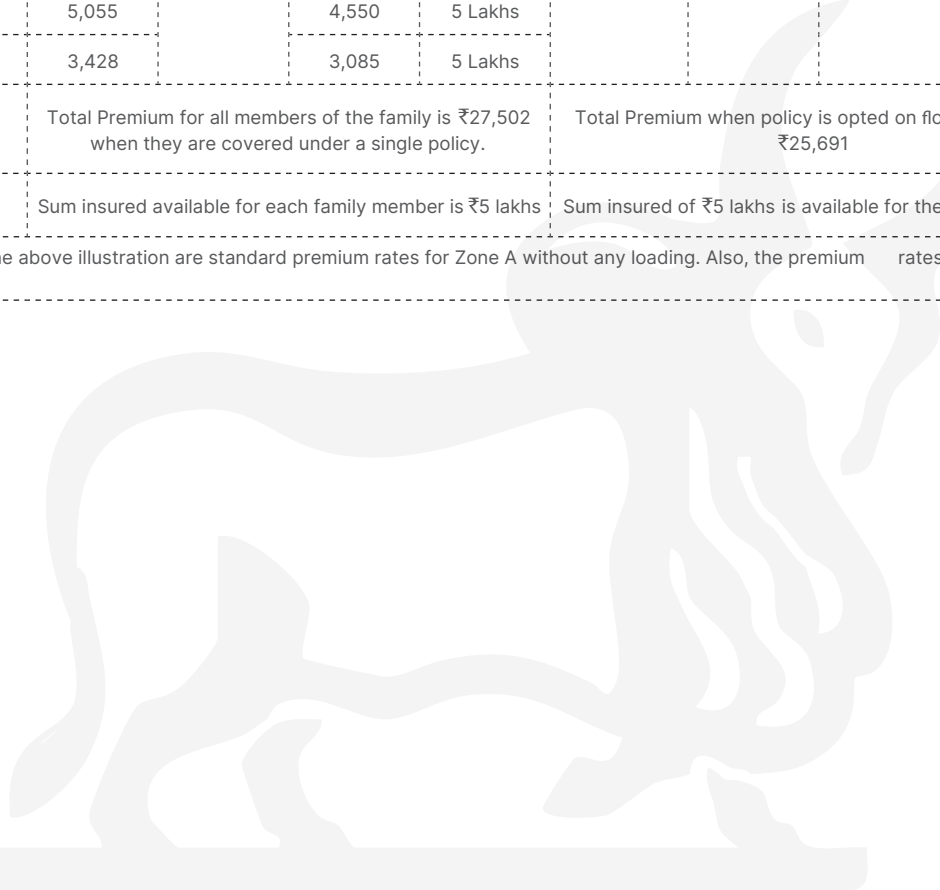 5,055 4,550 5 Lakhs
3,428 3,085 5 Lakhs
Total Premium for all members of the family is ₹27,502
when they are covered under a single policy.
Total Premium when policy is opted on flo
₹25,691
Sum insured available for each family member is ₹5 lakhs
Sum insured of ₹5 lakhs is available for the
e above illustration are standard premium rates for Zone A without any loading. Also, the premium rates